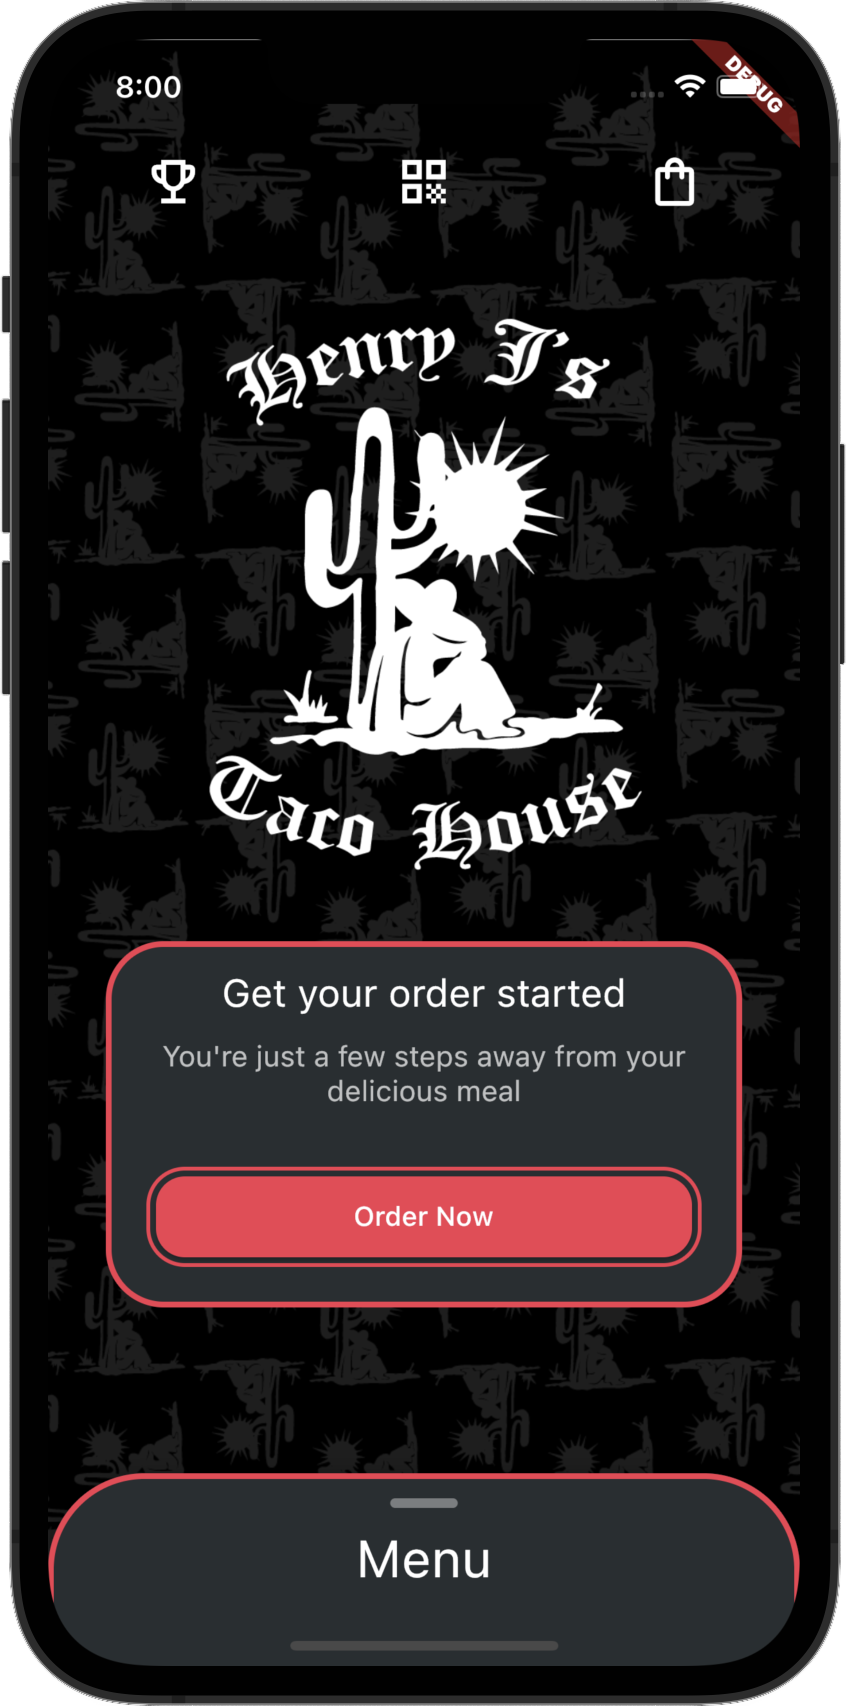 8:00
DEBUG
Henry J's
Taco House
Get your order started
You're just a few steps away from your
delicious meal
Order Now
Menu